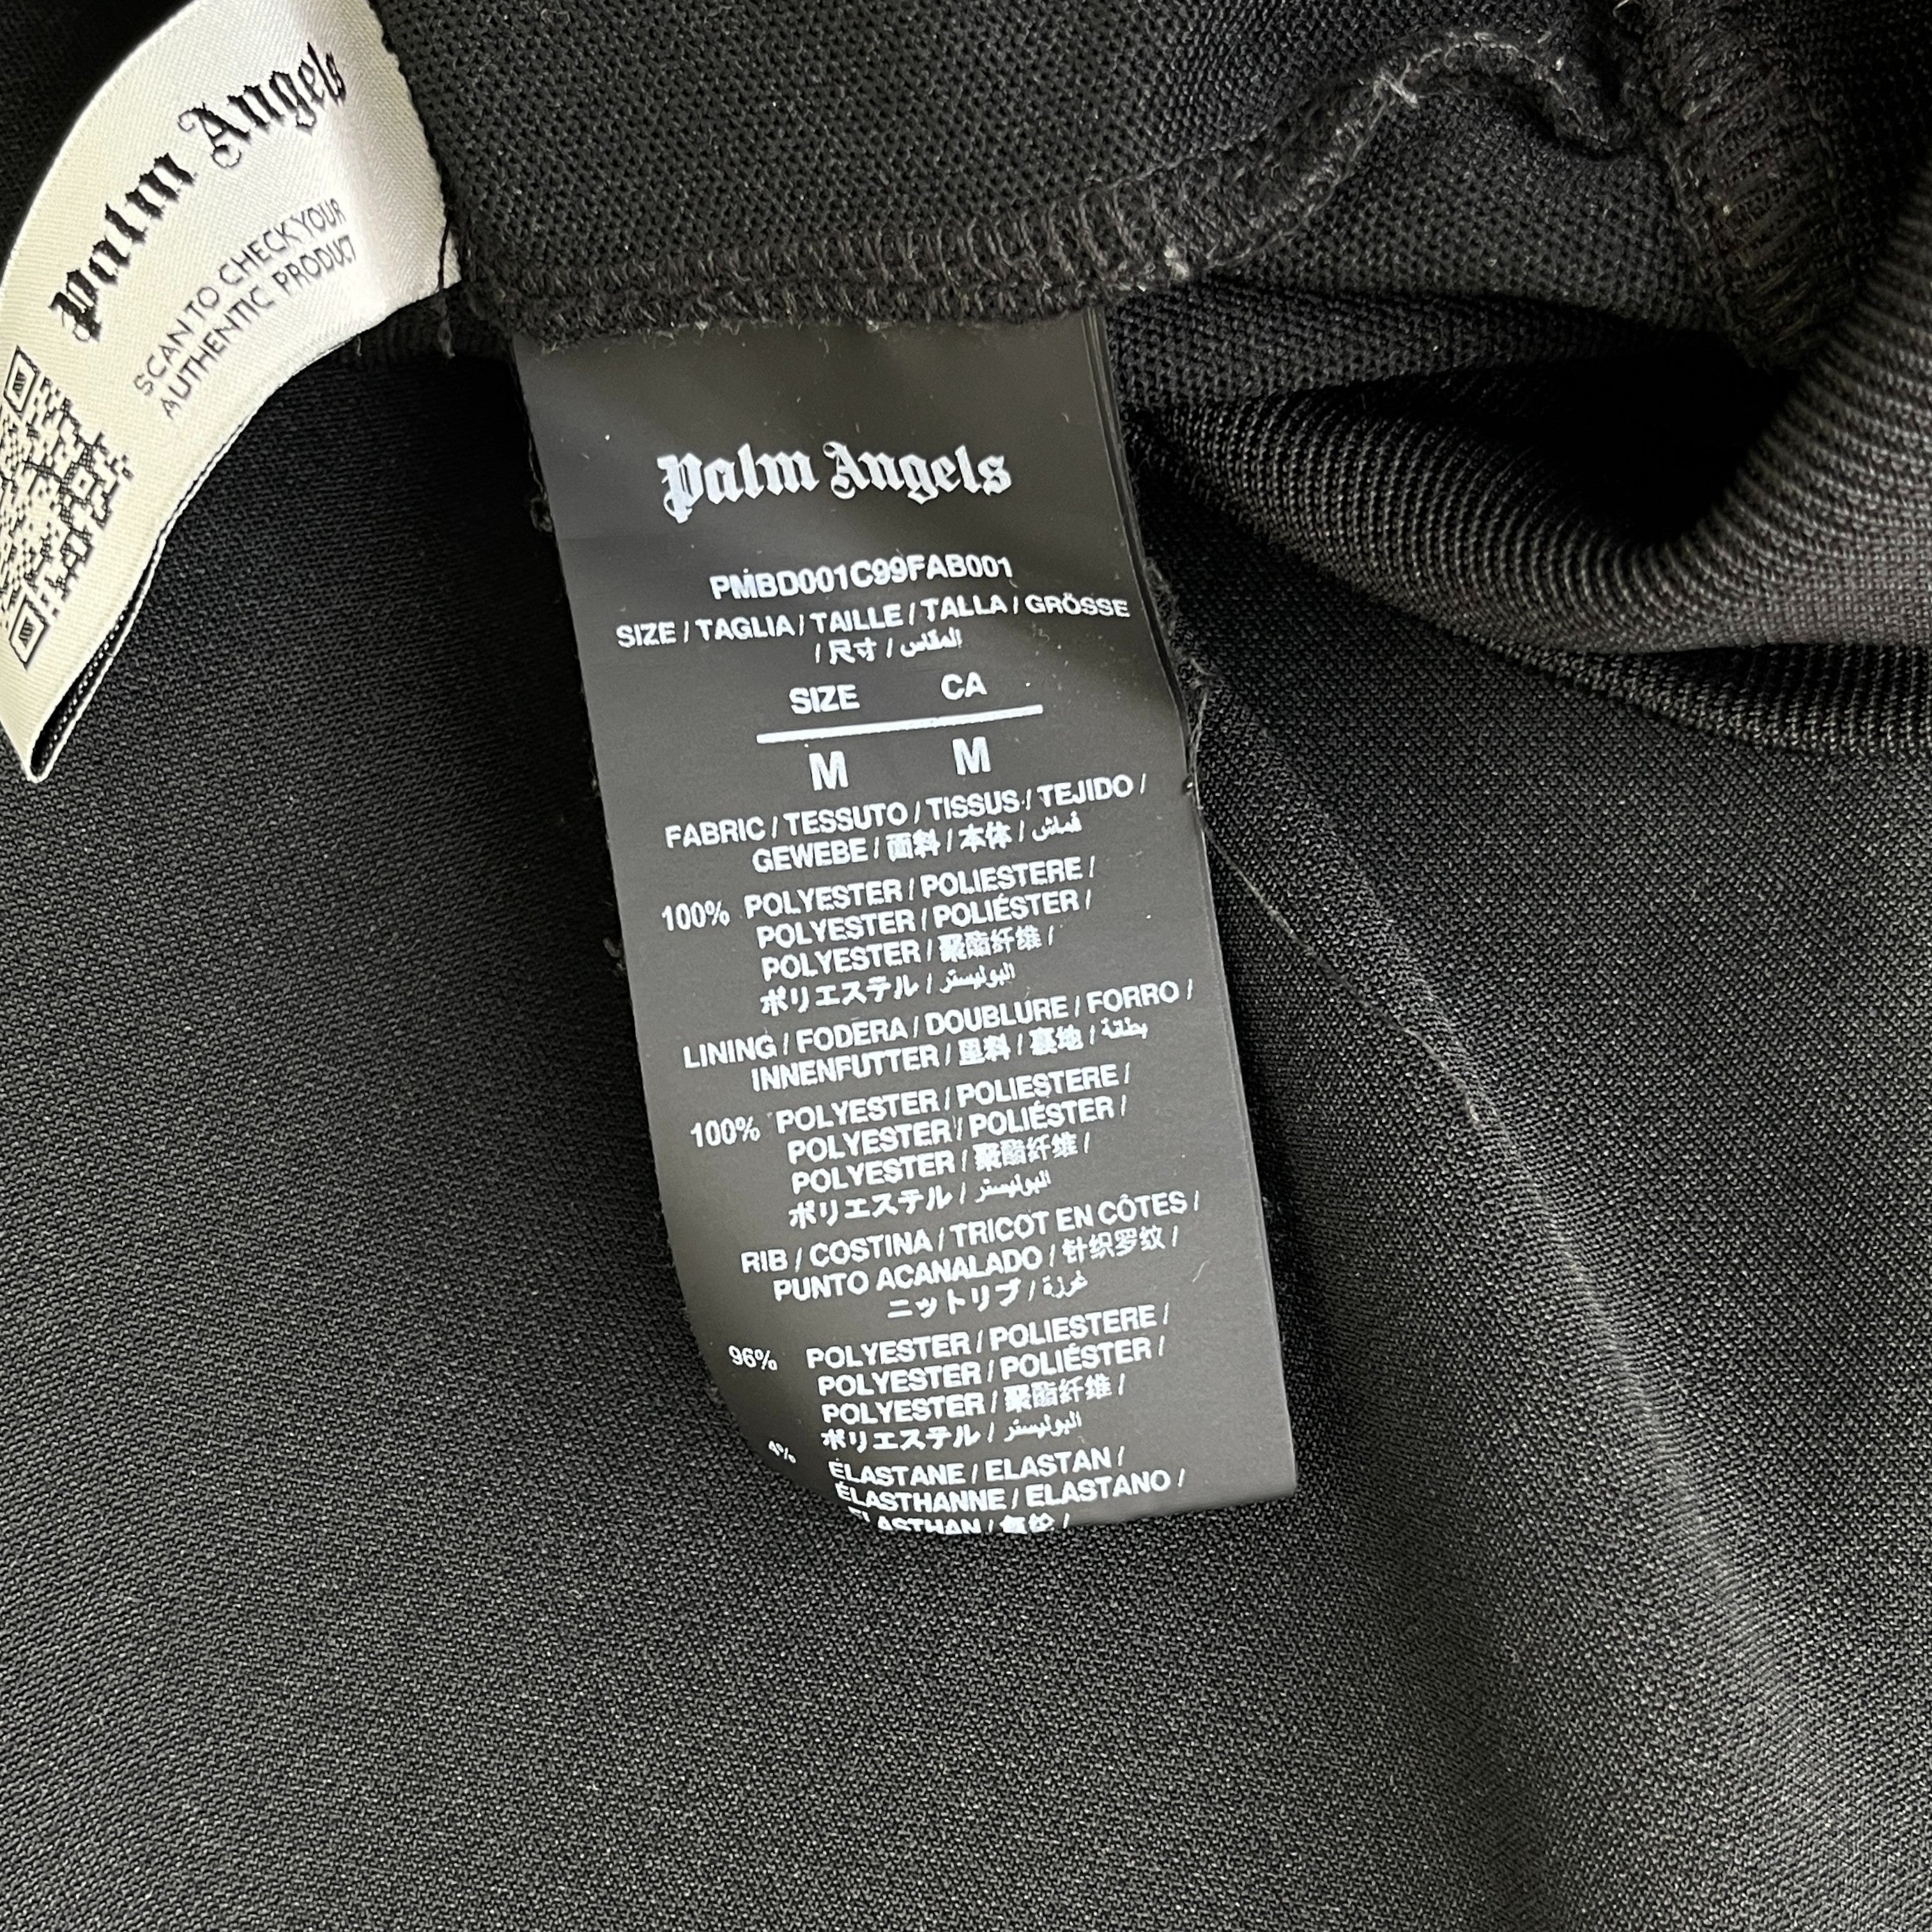 Palm Angels
SCAN TO CHECK YOUR
AUTHENTIC PRODUCT
Palm Angels
PMBD001C99FAB001
SIZE / TAGLIA / TAILLE / TALLA / GRÖSSE
/ 尺寸 / المقاس
SIZE CA
M M
FABRIC / TESSUTO / TISSUS / TEJIDO /
GEWEBE / 面料 / 本体 / قماش
100% POLYESTER / POLIESTERE /
POLYESTER / POLIÉSTER /
POLYESTER / 聚酯纤维 /
ポリエステル / البوليستر
LINING / FODERA / DOUBLURE / FORRO /
INNENFUTTER / 里料 / 裏地 / بطانة
100% POLYESTER / POLIESTERE /
POLYESTER / POLIÉSTER /
POLYESTER / 聚酯纤维 /
ポリエステル / البوليستر
RIB / COSTINA / TRICOT EN CÔTES /
PUNTO ACANALADO / 针织罗纹 /
ニットリブ / غرزة
96% POLYESTER / POLIESTERE /
POLYESTER / POLIÉSTER /
POLYESTER / 聚酯纤维 /
ポリエステル / البوليستر
4% ELASTANE / ELASTAN /
ÉLASTHANNE / ELASTANO /
ELASTHAN / 氨纶 /